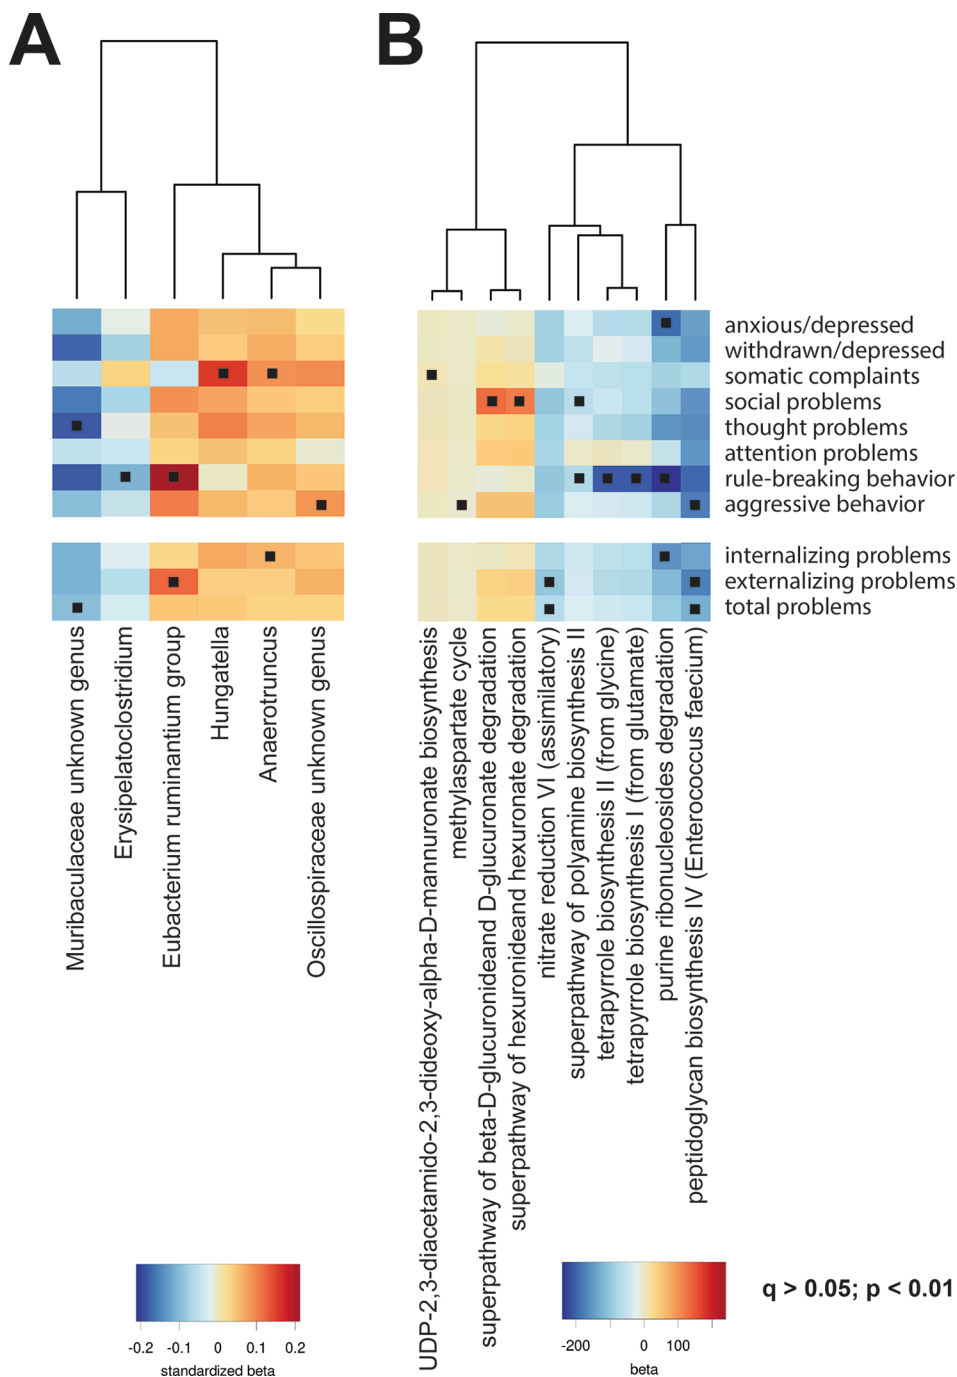 A
B
anxious/depressed
withdrawn/depressed
somatic complaints
social problems
thought problems
attention problems
rule-breaking behavior
aggressive behavior
internalizing problems
externalizing problems
total problems
Muribaculaceae unknown genus
Erysipelatoclostridium
Eubacterium ruminantium group
Hungatella
Anaerotruncus
Oscillospiraceae unknown genus
UDP-2,3-diacetamido-2,3-dideoxy-alpha-D-mannuronate biosynthesis
methylaspartate cycle
superpathway of beta-D-glucuronideand D-glucuronate degradation
superpathway of hexuronideand hexuronate degradation
nitrate reduction VI (assimilatory)
superpathway of polyamine biosynthesis II
tetrapyrrole biosynthesis II (from glycine)
tetrapyrrole biosynthesis I (from glutamate)
purine ribonucleosides degradation
peptidoglycan biosynthesis IV (Enterococcus faecium)
-0.2 -0.1 0 0.1 0.2
standardized beta
-200 0 100
beta
q > 0.05; p < 0.01